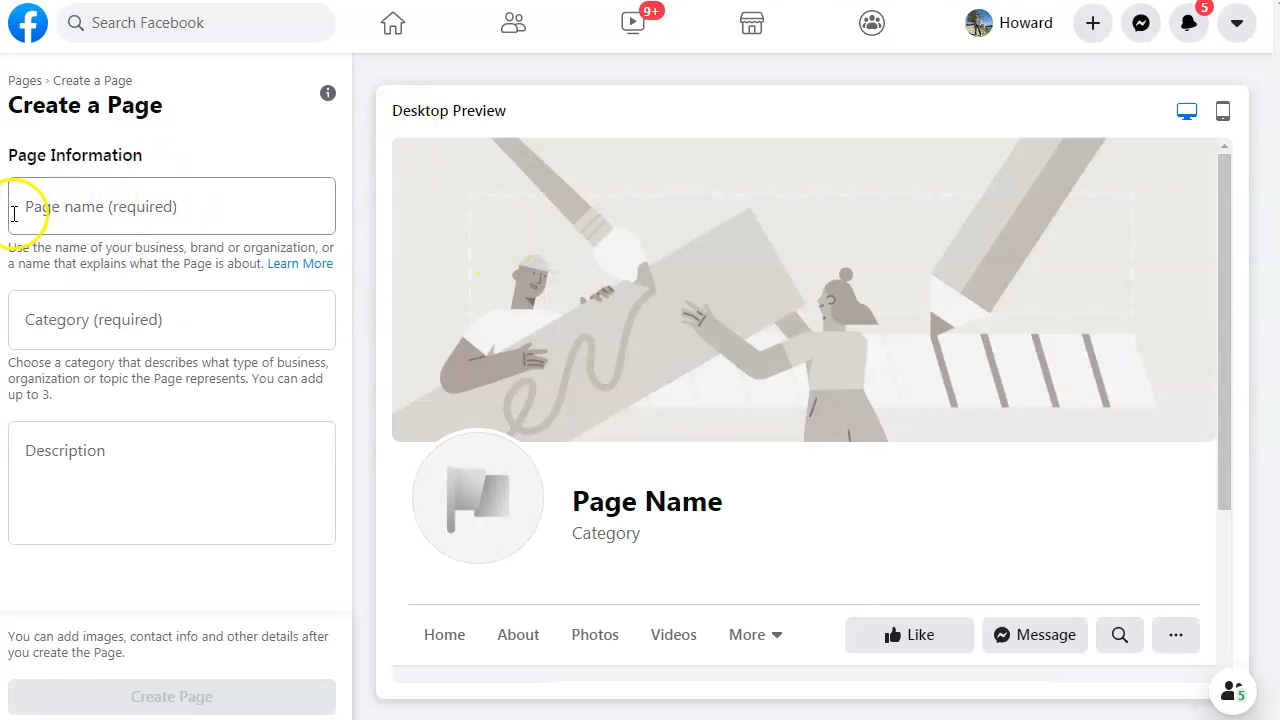 Search Facebook
9+
Howard
5
Pages › Create a Page
Create a Page
Page Information
Page name (required)
Use the name of your business, brand or organization, or
a name that explains what the Page is about. Learn More
Category (required)
Choose a category that describes what type of business,
organization or topic the Page represents. You can add
up to 3.
Description
You can add images, contact info and other details after
you create the Page.
Create Page
Desktop Preview
Page Name
Category
Home About Photos Videos More
Like Message
5